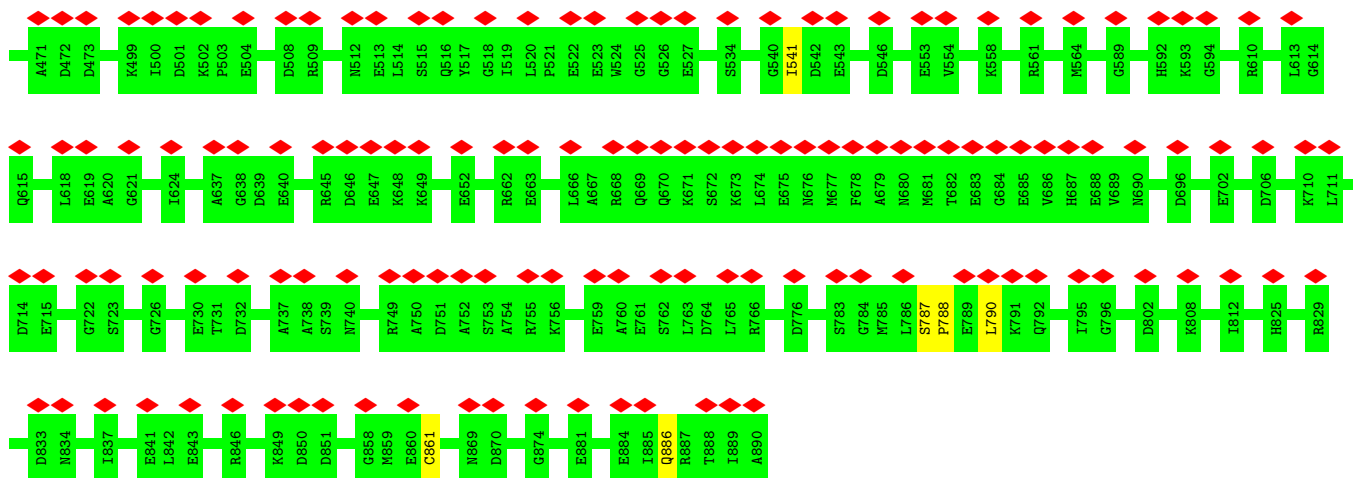 A471 D472 D473 K499 I500 D501 K502 P503 E504 D508 R509 N512 E513 L514 S515 Q516 Y517 G518 I519 L520 P521 E522 E523 W524 G525 G526 E527 S534 G540 I541 D542 E543 D546 E553 V554 K558 R561 M564 G589 H592 K593 G594 R610 L613 G614
Q615 L618 E619 A620 G621 I624 A637 G638 D639 E640 R645 D646 E647 K648 K649 E652 R662 E663 L666 A667 R668 Q669 Q670 K671 S672 K673 L674 E675 N676 M677 F678 A679 N680 M681 T682 E683 G684 E685 V686 H687 E688 V689 N690 D696 E702 D706 K710 L711
D714 E715 G722 S723 G726 E730 T731 D732 A737 A738 S739 N740 R749 A750 D751 A752 S753 A754 R755 K756 E759 A760 E761 S762 L763 D764 L765 R766 D776 S783 G784 M785 L786 S787 P788 E789 L790 K791 Q792 I795 G796 D802 K808 I812 H825 R829
D833 N834 I837 E841 L842 E843 R846 K849 D850 D851 G858 M859 E860 C861 N869 D870 G874 E881 E884 I885 Q886 R887 T888 I889 A890